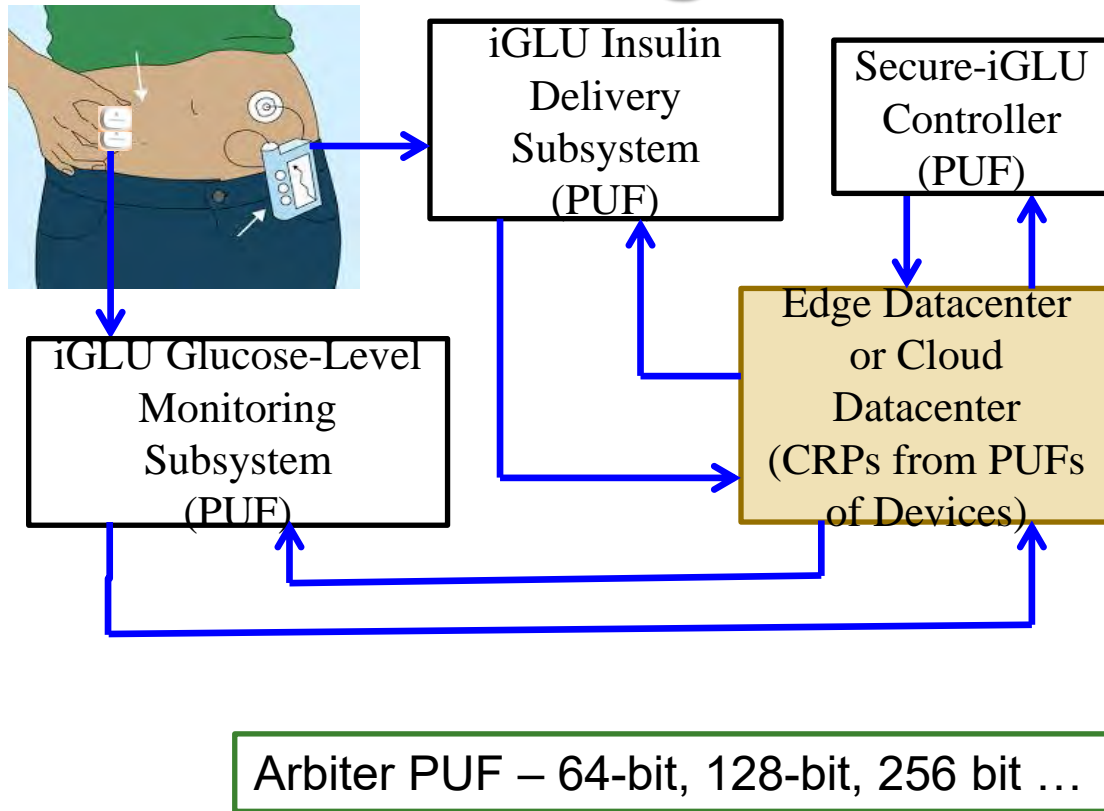 iGLU Insulin
Delivery
Subsystem
(PUF)
Secure-iGLU
Controller
(PUF)
iGLU Glucose-Level
Monitoring
Subsystem
(PUF)
Edge Datacenter
or Cloud
Datacenter
(CRPs from PUFs
of Devices)
Arbiter PUF – 64-bit, 128-bit, 256 bit …